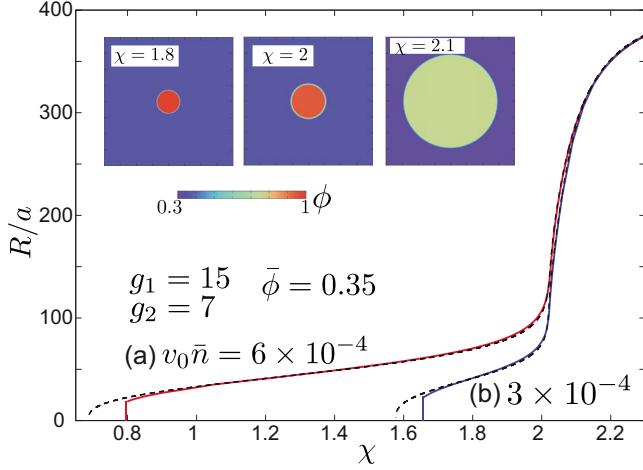 400
300
200
100
0
R/a
χ = 1.8
χ = 2
χ = 2.1
0.3
1
ϕ
g₁ = 15
g₂ = 7
ϕ̄ = 0.35
(a) v₀n̄ = 6 × 10⁻⁴
(b) 3 × 10⁻⁴
0.8
1
1.2
1.4
1.6
1.8
2
2.2
χ